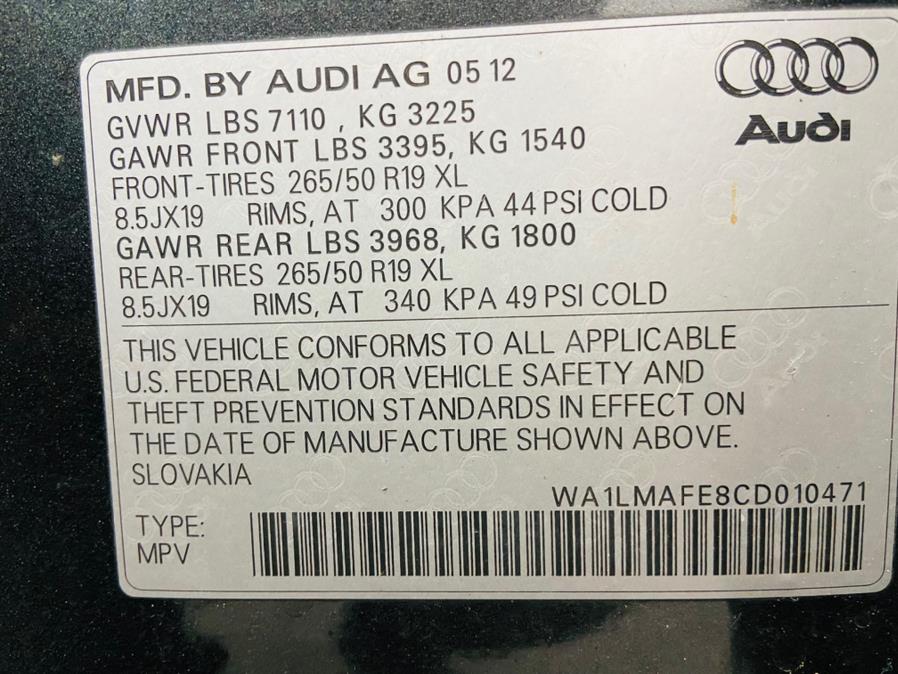 MFD. BY AUDI AG 05 12
Audi
GVWR LBS 7110 , KG 3225
GAWR FRONT LBS 3395, KG 1540
FRONT-TIRES 265/50 R19 XL
8.5JX19 RIMS, AT 300 KPA 44 PSI COLD
GAWR REAR LBS 3968, KG 1800
REAR-TIRES 265/50 R19 XL
8.5JX19 RIMS, AT 340 KPA 49 PSI COLD
THIS VEHICLE CONFORMS TO ALL APPLICABLE
U.S. FEDERAL MOTOR VEHICLE SAFETY AND
THEFT PREVENTION STANDARDS IN EFFECT ON
THE DATE OF MANUFACTURE SHOWN ABOVE.
SLOVAKIA
WA1LMAFE8CD010471
TYPE:
MPV